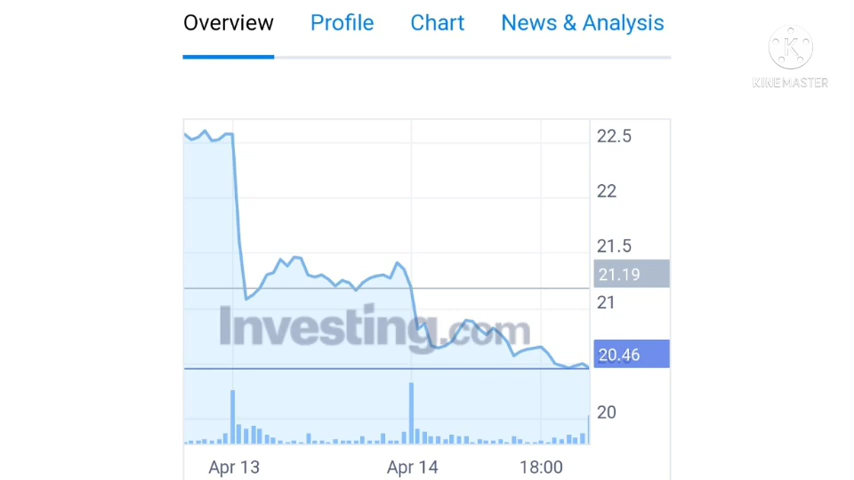 Overview Profile Chart News & Analysis
KINEMASTER
22.5
22
21.5
21.19
21
Investing.com
20.46
20
Apr 13 Apr 14 18:00